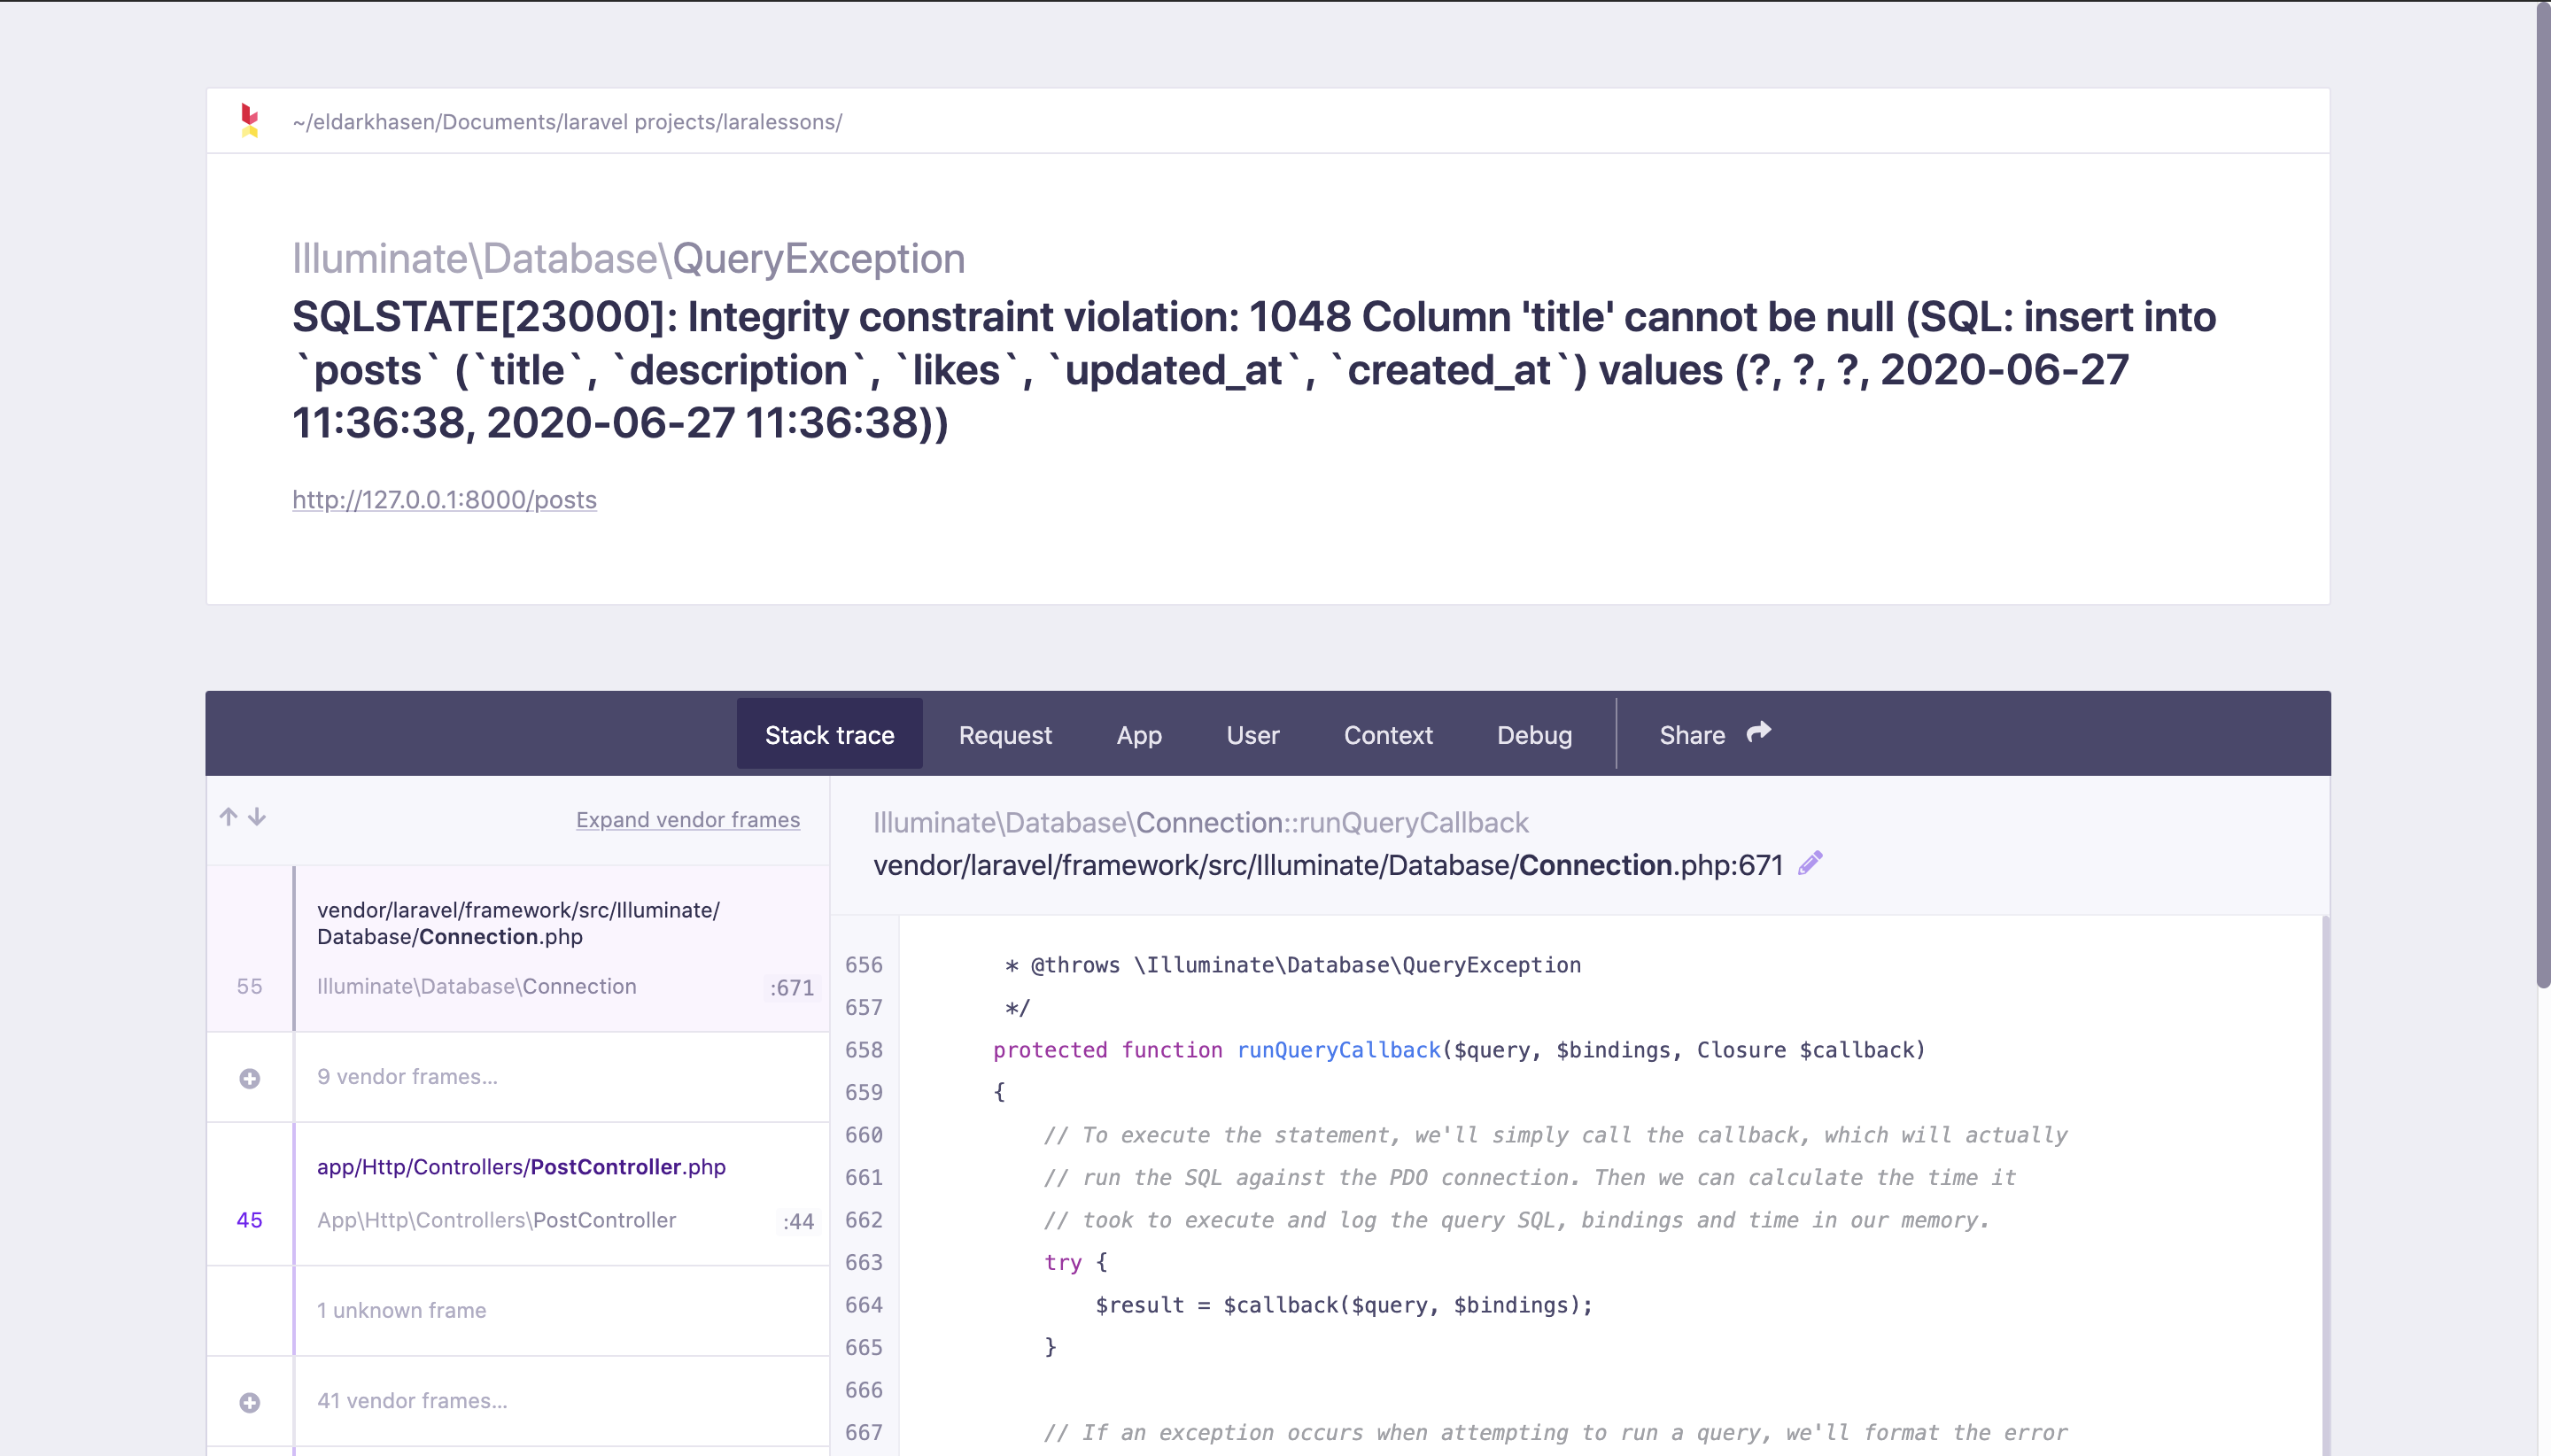 ~/eldarkhasen/Documents/laravel projects/laralessons/
Illuminate\Database\QueryException
SQLSTATE[23000]: Integrity constraint violation: 1048 Column 'title' cannot be null (SQL: insert into
`posts` (`title`, `description`, `likes`, `updated_at`, `created_at`) values (?, ?, ?, 2020-06-27
11:36:38, 2020-06-27 11:36:38))
http://127.0.0.1:8000/posts
Stack trace Request App User Context Debug Share
Expand vendor frames
vendor/laravel/framework/src/Illuminate/
Database/Connection.php
55 Illuminate\Database\Connection :671
9 vendor frames...
app/Http/Controllers/PostController.php
45 App\Http\Controllers\PostController :44
1 unknown frame
41 vendor frames...
Illuminate\Database\Connection::runQueryCallback
vendor/laravel/framework/src/Illuminate/Database/Connection.php:671
656 * @throws \Illuminate\Database\QueryException
657 */
658 protected function runQueryCallback($query, $bindings, Closure $callback)
659 {
660 // To execute the statement, we'll simply call the callback, which will actually
661 // run the SQL against the PDO connection. Then we can calculate the time it
662 // took to execute and log the query SQL, bindings and time in our memory.
663 try {
664 $result = $callback($query, $bindings);
665 }
666
667 // If an exception occurs when attempting to run a query, we'll format the error